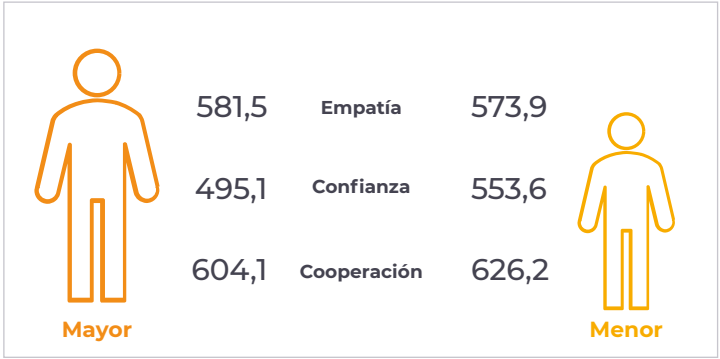 581,5 Empatía 573,9
495,1 Confianza 553,6
604,1 Cooperación 626,2
Mayor Menor